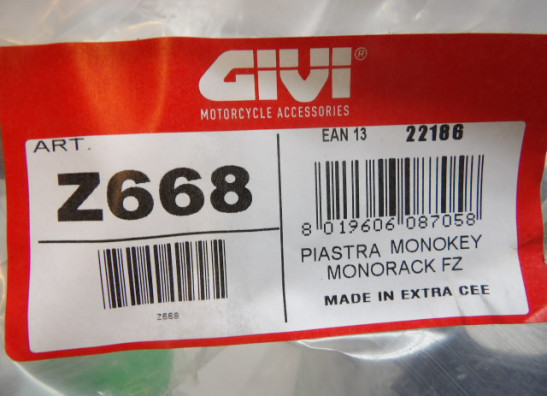 GIVI®
MOTORCYCLE ACCESSORIES
ART.
Z668
Z668
EAN 13 22186
8 019606 087058
PIASTRA MONOKEY
MONORACK FZ
MADE IN EXTRA CEE